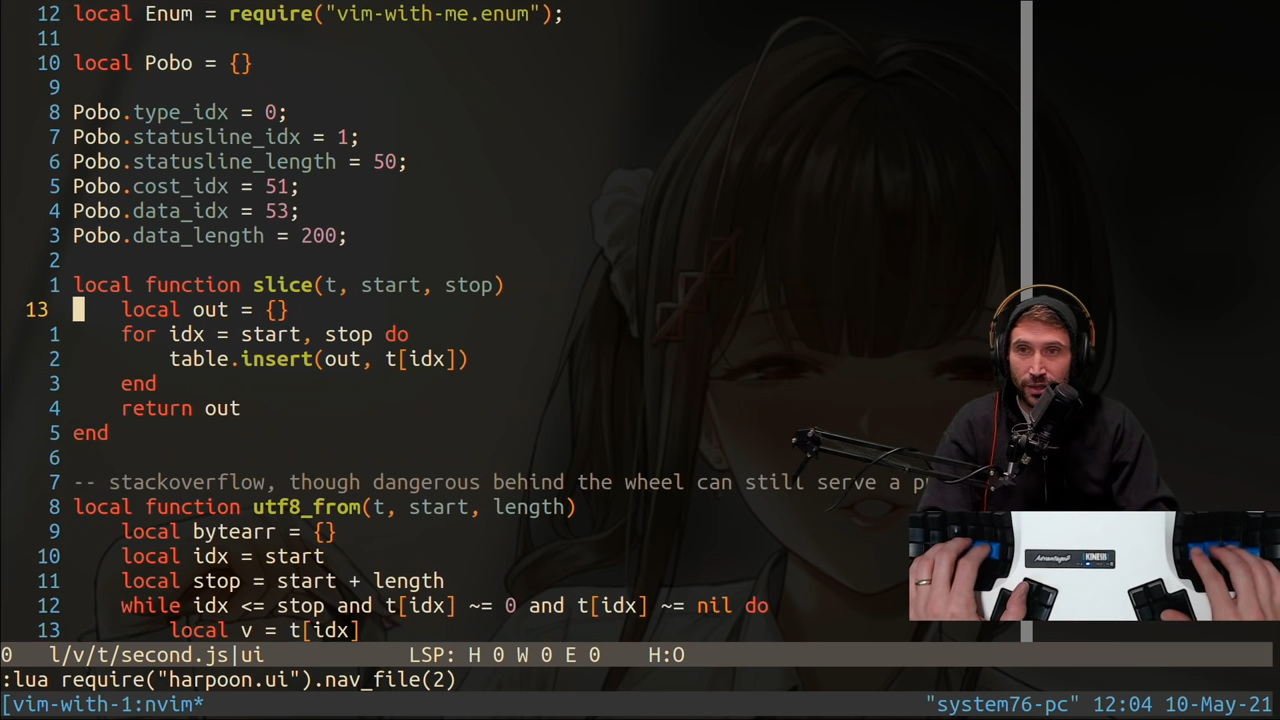 12 local Enum = require("vim-with-me.enum");
11
10 local Pobo = {}
9
8 Pobo.type_idx = 0;
7 Pobo.statusline_idx = 1;
6 Pobo.statusline_length = 50;
5 Pobo.cost_idx = 51;
4 Pobo.data_idx = 53;
3 Pobo.data_length = 200;
2
1 local function slice(t, start, stop)
13 local out = {}
1 for idx = start, stop do
2 table.insert(out, t[idx])
3 end
4 return out
5 end
6
7 -- stackoverflow, though dangerous behind the wheel can still serve a
8 local function utf8_from(t, start, length)
9 local bytearr = {}
10 local idx = start
11 local stop = start + length
12 while idx <= stop and t[idx] ~= 0 and t[idx] ~= nil do
13 local v = t[idx]
0 l/v/t/second.js|ui LSP: H 0 W 0 E 0 H:O
:lua require("harpoon.ui").nav_file(2)
[vim-with-1:nvim* "system76-pc" 12:04 10-May-21
Advantage2 KINESIS